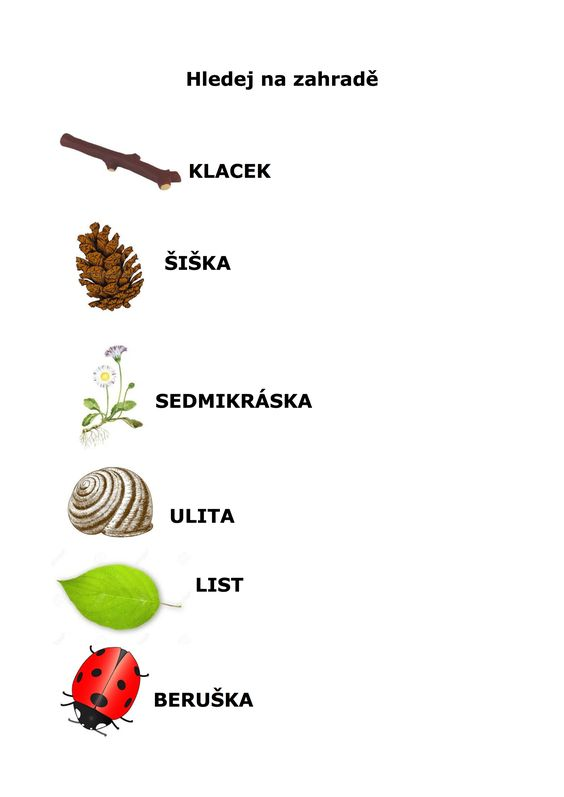 Hledej na zahradě
KLACEK
ŠIŠKA
SEDMIKRÁSKA
ULITA
LIST
BERUŠKA